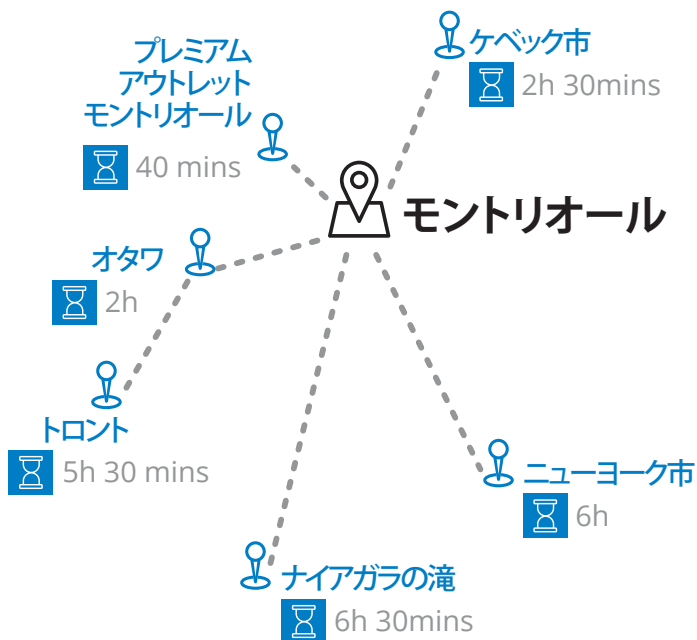 ケベック市
2h 30mins
プレミアム
アウトレット
モントリオール
40 mins
モントリオール
オタワ
2h
トロント
5h 30 mins
ニューヨーク市
6h
ナイアガラの滝
6h 30mins